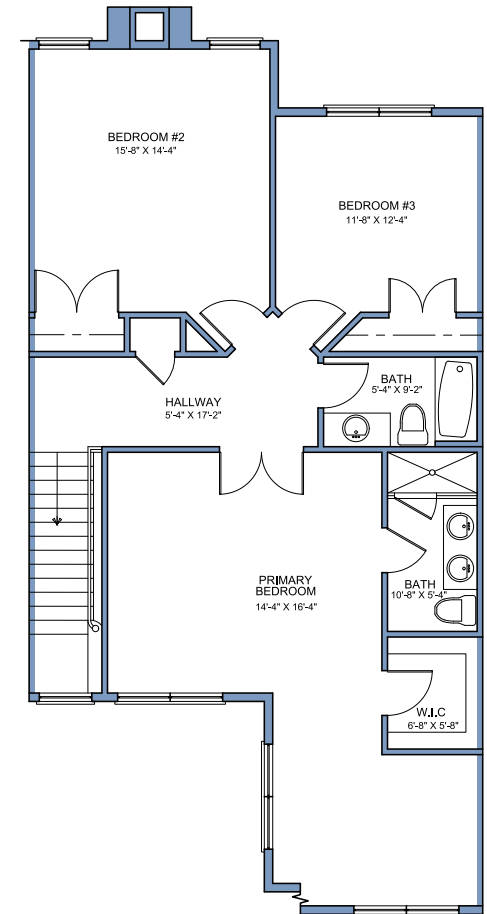 BEDROOM #2
15'-8" X 14'-4"
BEDROOM #3
11'-8" X 12'-4"
BATH
5'-4" X 9'-2"
HALLWAY
5'-4" X 17'-2"
PRIMARY
BEDROOM
14'-4" X 16'-4"
BATH
10'-8" X 5'-4"
W.I.C
6'-8" X 5'-8"